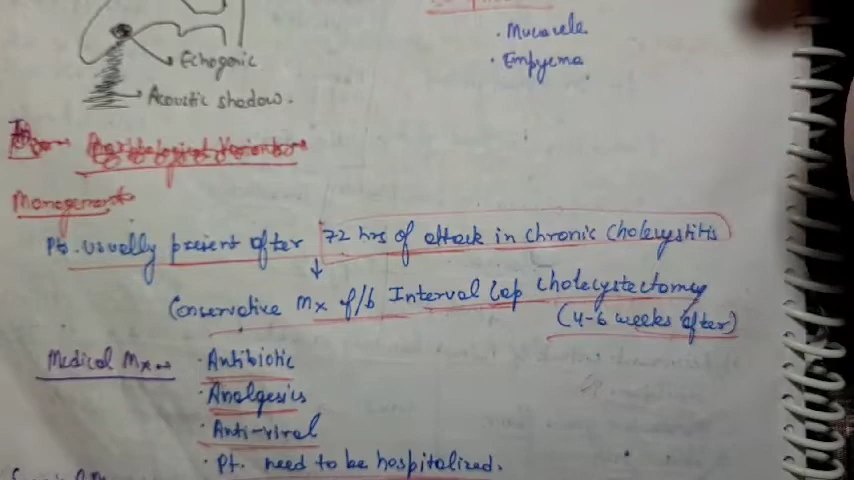 Echogenic
Acoustic shadow.
· Mucocele
· Empyema
Management
Pt. usually present after 72 hrs of attack in chronic cholecystitis
↓
Conservative Mx f/b Interval Lap cholecystectomy
(4-6 weeks after)
Medical Mx →
· Antibiotic
· Analgesics
· Anti-viral
· Pt. need to be hospitalized.